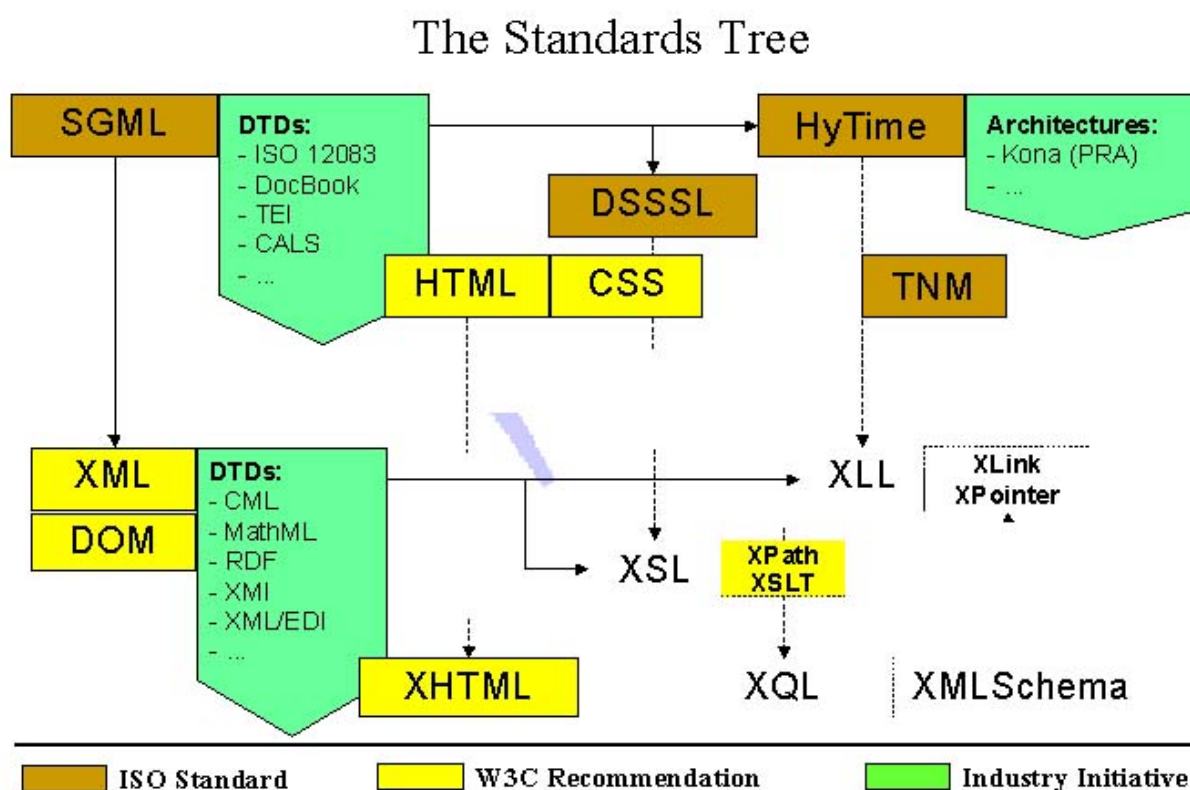 The Standards Tree
SGML
DTDs:
- ISO 12083
- DocBook
- TEI
- CALS
- ...
HyTime
Architectures:
- Kona (PRA)
- ...
DSSSL
HTML
CSS
TNM
XML
DOM
DTDs:
- CML
- MathML
- RDF
- XMI
- XML/EDI
- ...
XLL
XLink
XPointer
XSL
XPath
XSLT
XHTML
XQL
XMLSchema
ISO Standard
W3C Recommendation
Industry Initiative